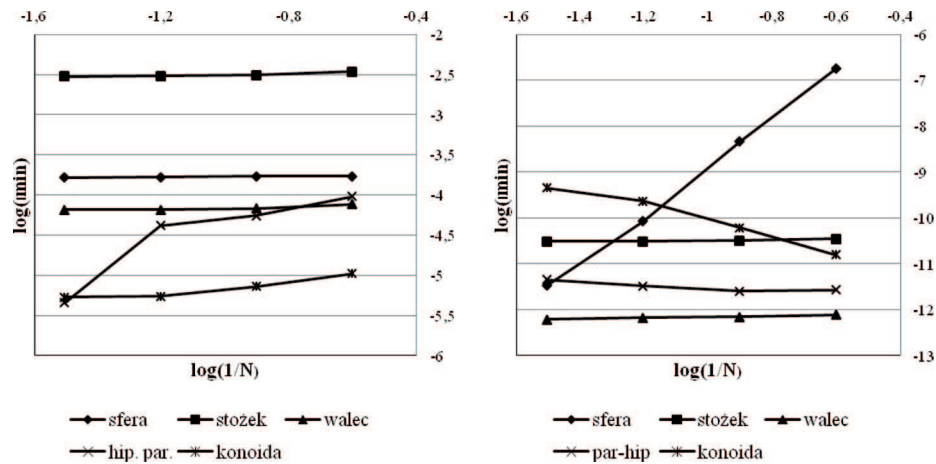 -1,6 -1,2 -0,8 -0,4
-2
-2,5
-3
-3,5
-4
-4,5
-5
-5,5
-6
log(umin)
log(1/N)
sfera stożek walec
hip. par. konoida
-1,6 -1,4 -1,2 -1 -0,8 -0,6 -0,4
-6
-7
-8
-9
-10
-11
-12
-13
log(umin)
log(1/N)
sfera stożek walec
par-hip konoida